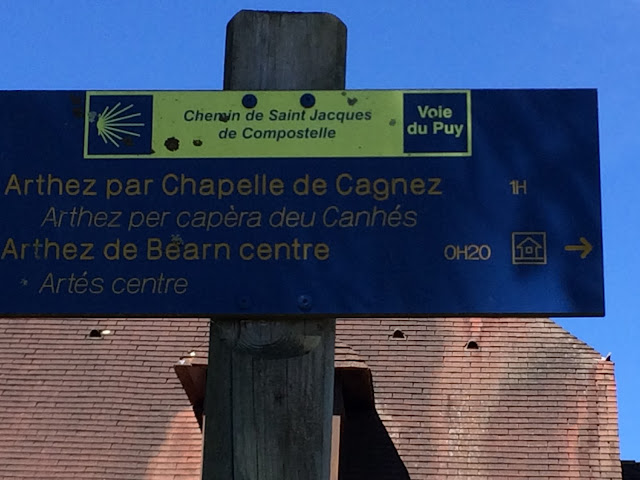 Chemin de Saint Jacques
de Compostelle
Voie
du Puy
Arthez par Chapelle de Cagnez 1H
Arthez per capèra deu Canhés
Arthez de Béarn centre 0H20
Artés centre